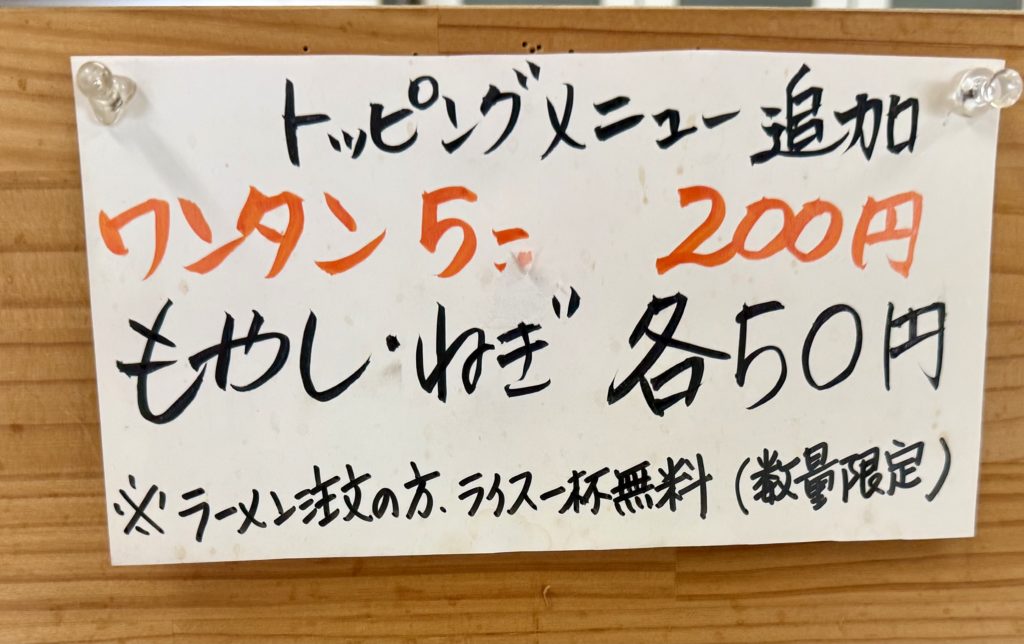 トッピングメニュー追加
ワンタン 5コ 200円
もやし・ねぎ 各50円
※ラーメン注文の方、ライス一杯無料(数量限定)